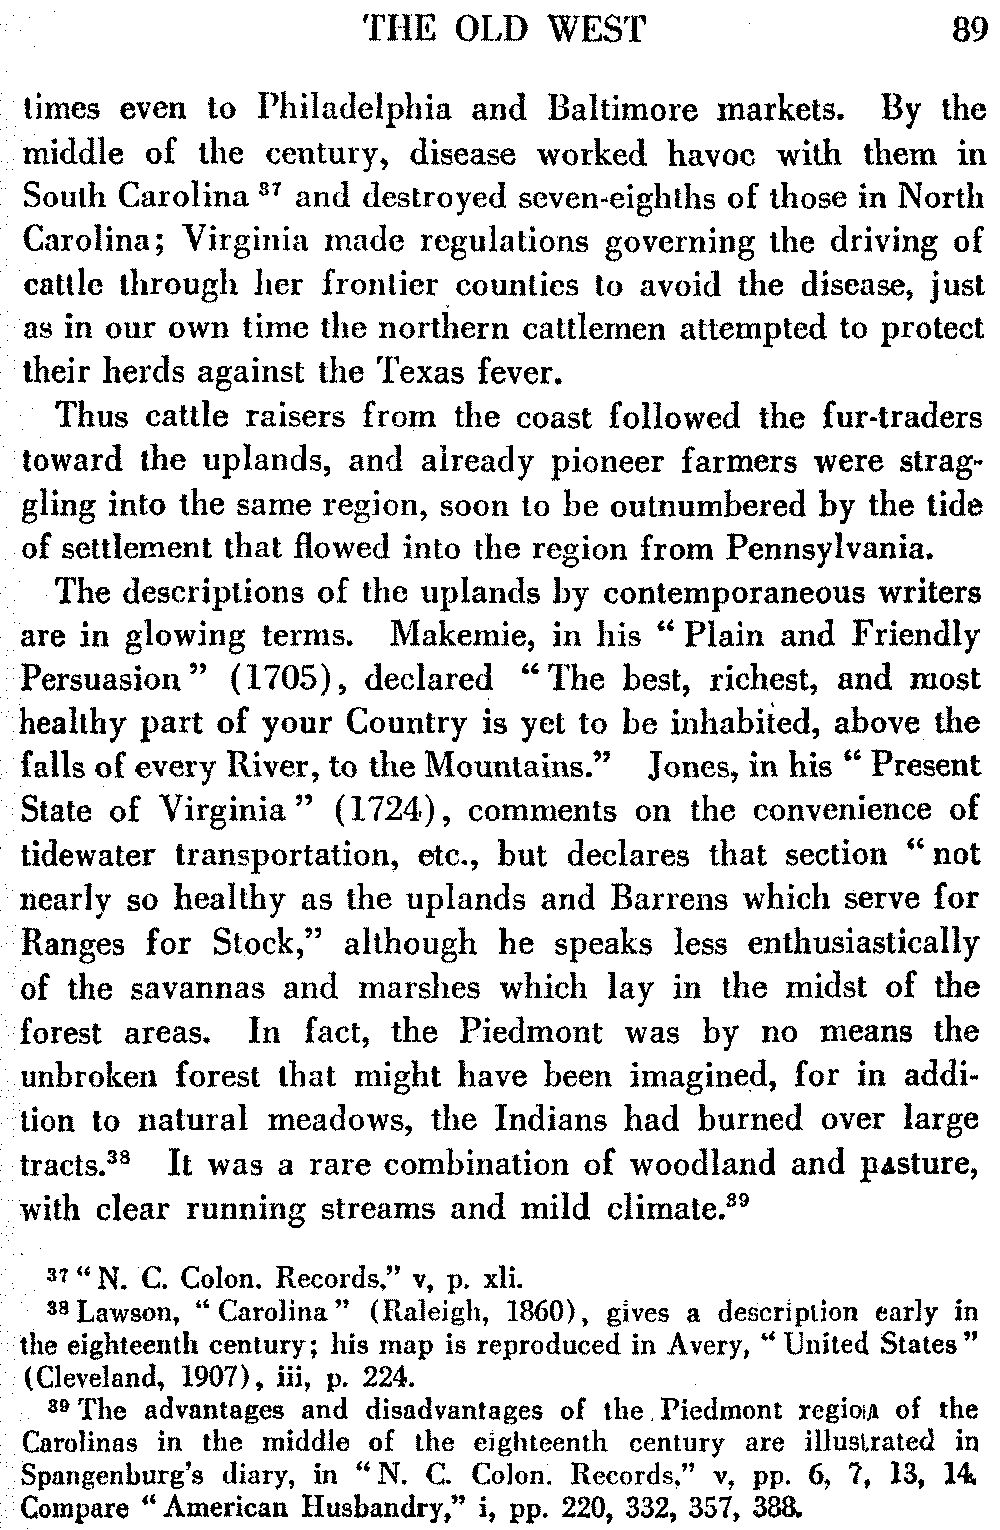 THE OLD WEST 89
times even to Philadelphia and Baltimore markets. By the
middle of the century, disease worked havoc with them in
South Carolina 37 and destroyed seven-eighths of those in North
Carolina; Virginia made regulations governing the driving of
cattle through her frontier counties to avoid the disease, just
as in our own time the northern cattlemen attempted to protect
their herds against the Texas fever.
Thus cattle raisers from the coast followed the fur-traders
toward the uplands, and already pioneer farmers were strag-
gling into the same region, soon to be outnumbered by the tide
of settlement that flowed into the region from Pennsylvania.
The descriptions of the uplands by contemporaneous writers
are in glowing terms. Makemie, in his “ Plain and Friendly
Persuasion ” (1705), declared “ The best, richest, and most
healthy part of your Country is yet to be inhabited, above the
falls of every River, to the Mountains.” Jones, in his “ Present
State of Virginia ” (1724), comments on the convenience of
tidewater transportation, etc., but declares that section “ not
nearly so healthy as the uplands and Barrens which serve for
Ranges for Stock,” although he speaks less enthusiastically
of the savannas and marshes which lay in the midst of the
forest areas. In fact, the Piedmont was by no means the
unbroken forest that might have been imagined, for in addi-
tion to natural meadows, the Indians had burned over large
tracts.38 It was a rare combination of woodland and pasture,
with clear running streams and mild climate.39
37 “ N. C. Colon. Records,” v, p. xli.
38 Lawson, “ Carolina ” (Raleigh, 1860), gives a description early in
the eighteenth century; his map is reproduced in Avery, “ United States ”
(Cleveland, 1907), iii, p. 224.
39 The advantages and disadvantages of the Piedmont region of the
Carolinas in the middle of the eighteenth century are illustrated in
Spangenburg's diary, in “ N. C. Colon. Records,” v, pp. 6, 7, 13, 14.
Compare “ American Husbandry,” i, pp. 220, 332, 357, 388.